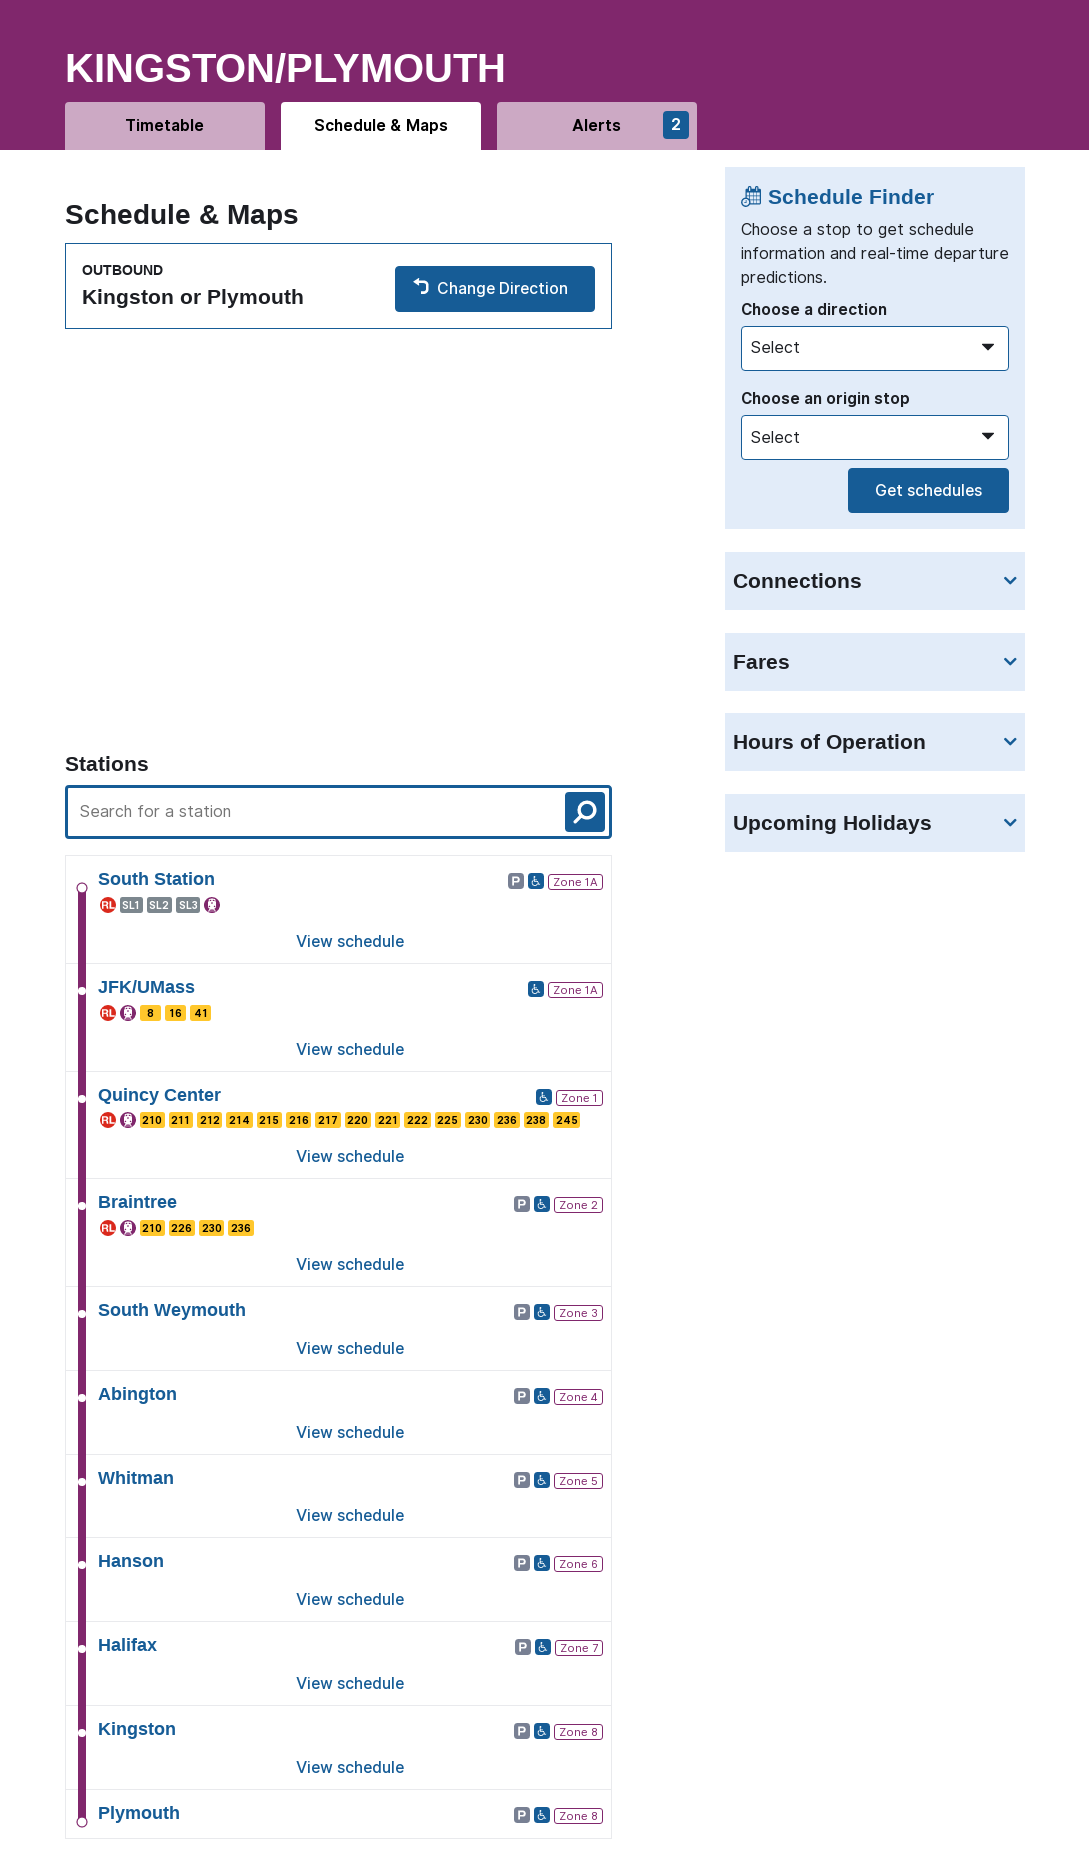 KINGSTON/PLYMOUTH
Timetable
Schedule & Maps
Alerts 2
Schedule & Maps
OUTBOUND
Kingston or Plymouth
Change Direction
Schedule Finder
Choose a stop to get schedule
information and real-time departure
predictions.
Choose a direction
Select
Choose an origin stop
Select
Get schedules
Connections
Fares
Hours of Operation
Upcoming Holidays
Stations
Search for a station
South Station P Zone 1A
RL SL1 SL2 SL3
View schedule
JFK/UMass Zone 1A
RL 8 16 41
View schedule
Quincy Center Zone 1
RL 210 211 212 214 215 216 217 220 221 222 225 230 236 238 245
View schedule
Braintree P Zone 2
RL 210 226 230 236
View schedule
South Weymouth P Zone 3
View schedule
Abington P Zone 4
View schedule
Whitman P Zone 5
View schedule
Hanson P Zone 6
View schedule
Halifax P Zone 7
View schedule
Kingston P Zone 8
View schedule
Plymouth P Zone 8